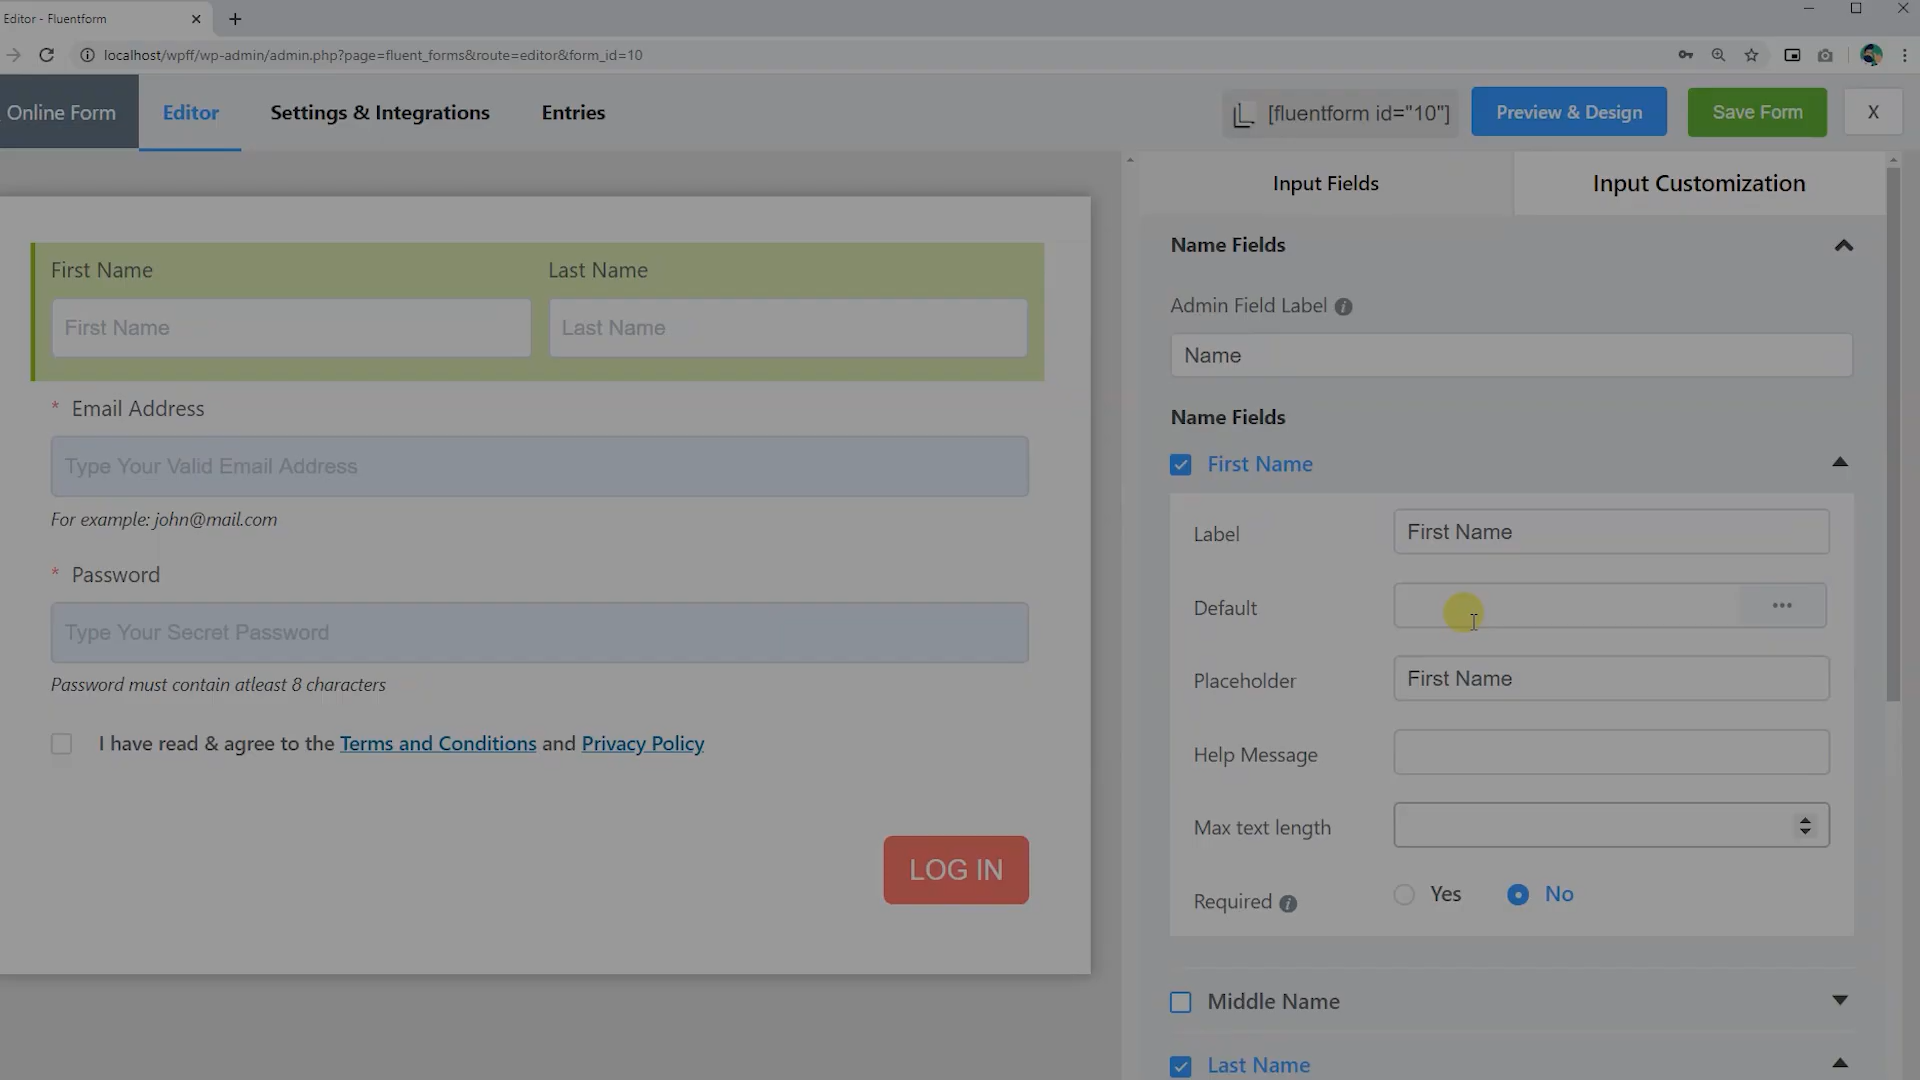 Editor - Fluentform
localhost/wpff/wp-admin/admin.php?page=fluent_forms&route=editor&form_id=10
Online Form
Editor
Settings & Integrations
Entries
[fluentform id="10"]
Preview & Design
Save Form
X
Input Fields
Input Customization
First Name
Last Name
First Name
Last Name
* Email Address
Type Your Valid Email Address
For example: john@mail.com
* Password
Type Your Secret Password
Password must contain atleast 8 characters
I have read & agree to the Terms and Conditions and Privacy Policy
LOG IN
Name Fields
Admin Field Label
Name
Name Fields
First Name
Label
First Name
Default
Placeholder
First Name
Help Message
Max text length
Required
Yes
No
Middle Name
Last Name